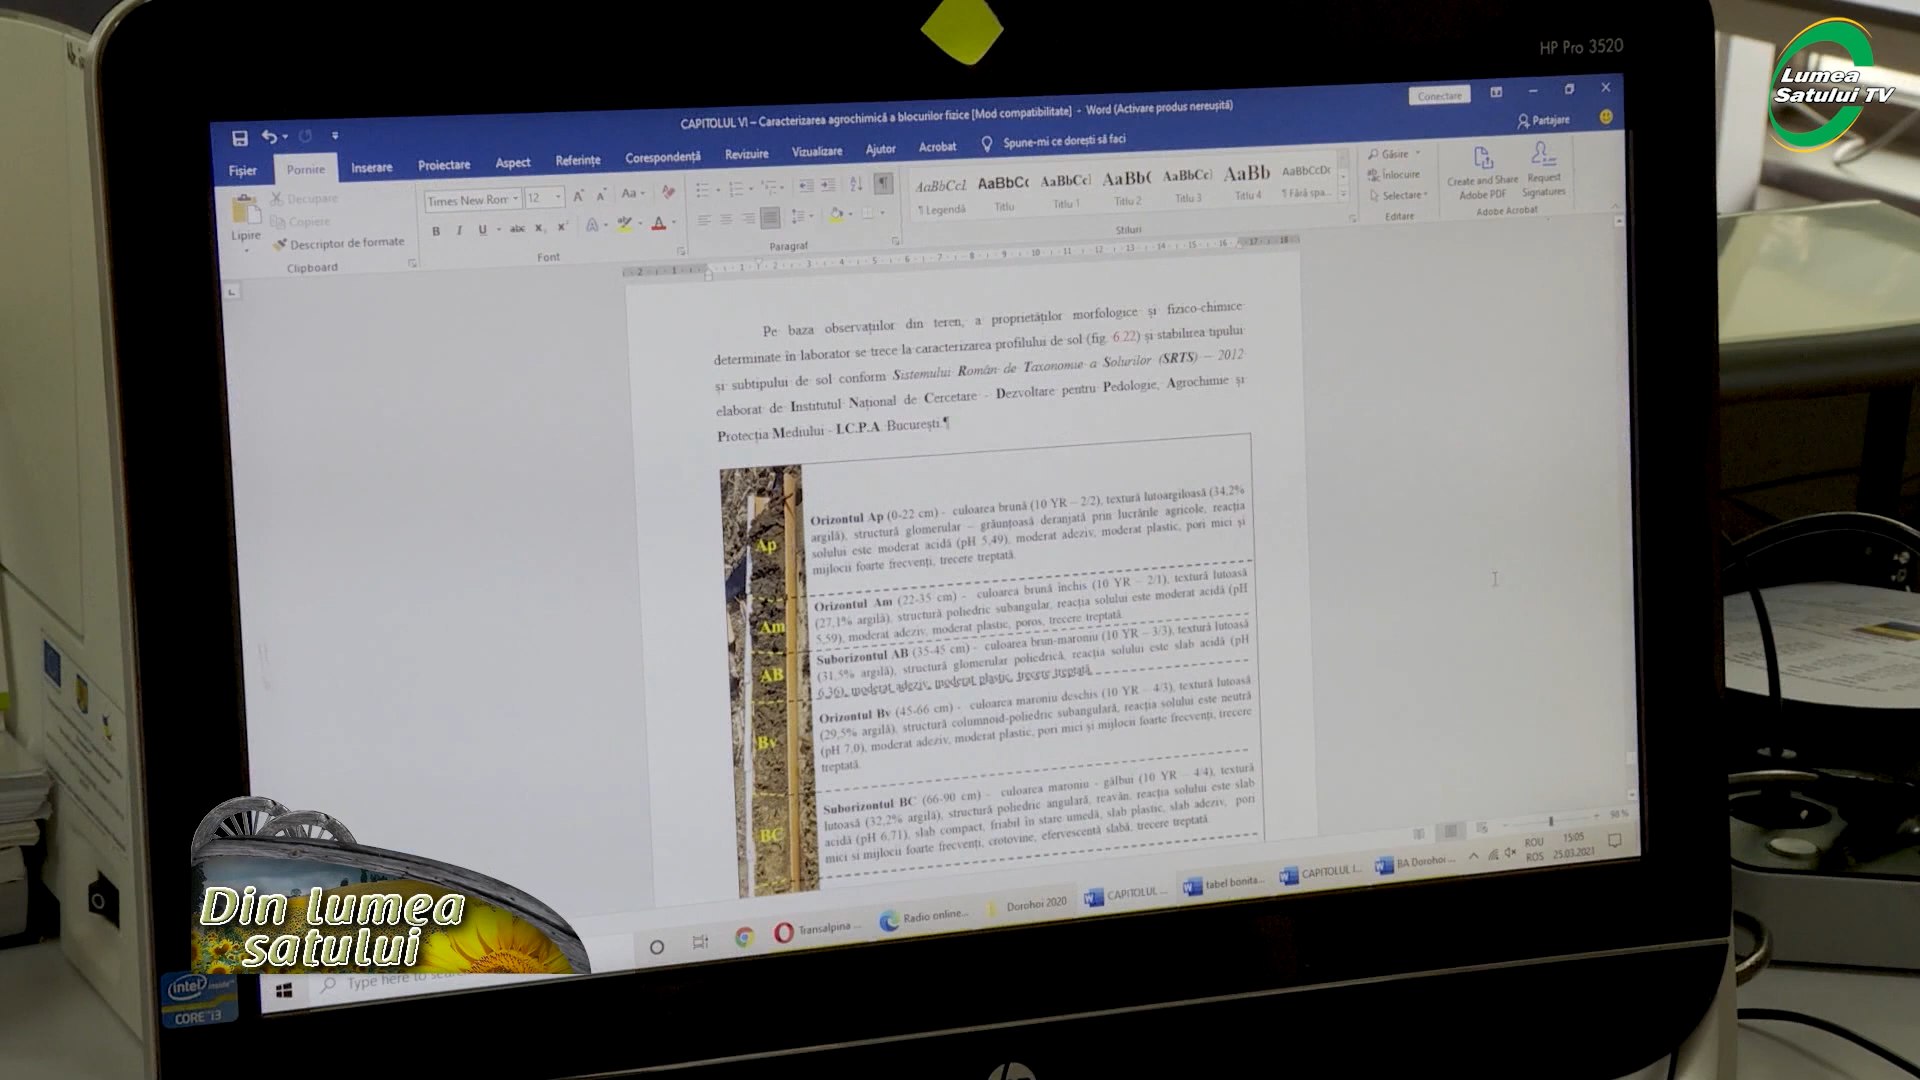 HP Pro 3520
Lumea
Satului TV
CAPITOLUL VI – Caracterizarea agrochimică a blocurilor fizice [Mod compatibilitate] - Word (Activare produs nereușită)
Conectare
Fișier Pornire Inserare Proiectare Aspect Referințe Corespondență Revizuire Vizualizare Ajutor Acrobat Spune-mi ce dorești să faci
Partajare
Lipire
Decupare
Copiere
Descriptor de formate
Clipboard
Times New Rom 12
Font
Paragraf
AaBbCcI AaBbCc AaBbCcI AaBb( AaBbCcI AaBb AaBbCcDc
¶ Legendă Titlu Titlu 1 Titlu 2 Titlu 3 Titlu 4 ¶ Fără spa...
Stiluri
Găsire
Înlocuire
Selectare
Editare
Create and Share Adobe PDF
Request Signatures
Adobe Acrobat
Pe baza observațiilor din teren, a proprietăților morfologice și fizico-chimice
determinate în laborator se trece la caracterizarea profilului de sol (fig. 6.22) și stabilirea tipului
și subtipului de sol conform Sistemului Român de Taxonomie a Solurilor (SRTS) – 2012
elaborat de Institutul Național de Cercetare - Dezvoltare pentru Pedologie, Agrochimie și
Protecția Mediului - I.C.P.A. București.¶
Ap
Orizontul Ap (0-22 cm) - culoarea brună (10 YR – 2/2), textură lutoargiloasă (34,2%
argilă), structură glomerular – grăunțoasă deranjată prin lucrările agricole, reacția
solului este moderat acidă (pH 5,49), moderat adeziv, moderat plastic, pori mici și
mijlocii foarte frecvenți, trecere treptată.
Am
Orizontul Am (22-35 cm) - culoarea brună închis (10 YR – 2/1), textură lutoasă
(27,1% argilă), structură poliedric subangular, reacția solului este moderat acidă (pH
5,59), moderat adeziv, moderat plastic, poros, trecere treptată.
AB
Suborizontul AB (35-45 cm) - culoarea brun-maroniu (10 YR – 3/3), textură lutoasă
(31,5% argilă), structură glomerular poliedrică, reacția solului este slab acidă (pH
6,36), moderat adeziv, moderat plastic, trecere treptată.
Bv
Orizontul Bv (45-66 cm) - culoarea maroniu deschis (10 YR – 4/3), textură lutoasă
(29,5% argilă), structură columnoid-poliedric subangulară, reacția solului este neutră
(pH 7,0), moderat adeziv, moderat plastic, pori mici și mijlocii foarte frecvenți, trecere
treptată.
BC
Suborizontul BC (66-90 cm) - culoarea maroniu - gălbui (10 YR – 4/4), textură
lutoasă (32,2% argilă), structură poliedric angulară, reavăn, reacția solului este slab
acidă (pH 6,71), slab compact, friabil în stare umedă, slab plastic, slab adeziv, pori
mici si mijlocii foarte frecvenți, crotovine, efervescență slabă, trecere treptată.
98 %
Type here to
Transalpina ... Radio online... Dorohoi 2020 CAPITOLUL ... tabel bonita... CAPITOLUL I... BA Dorohoi ...
ROU
ROS
15:05
25.03.2021
Din lumea
satului
intel inside
CORE i3